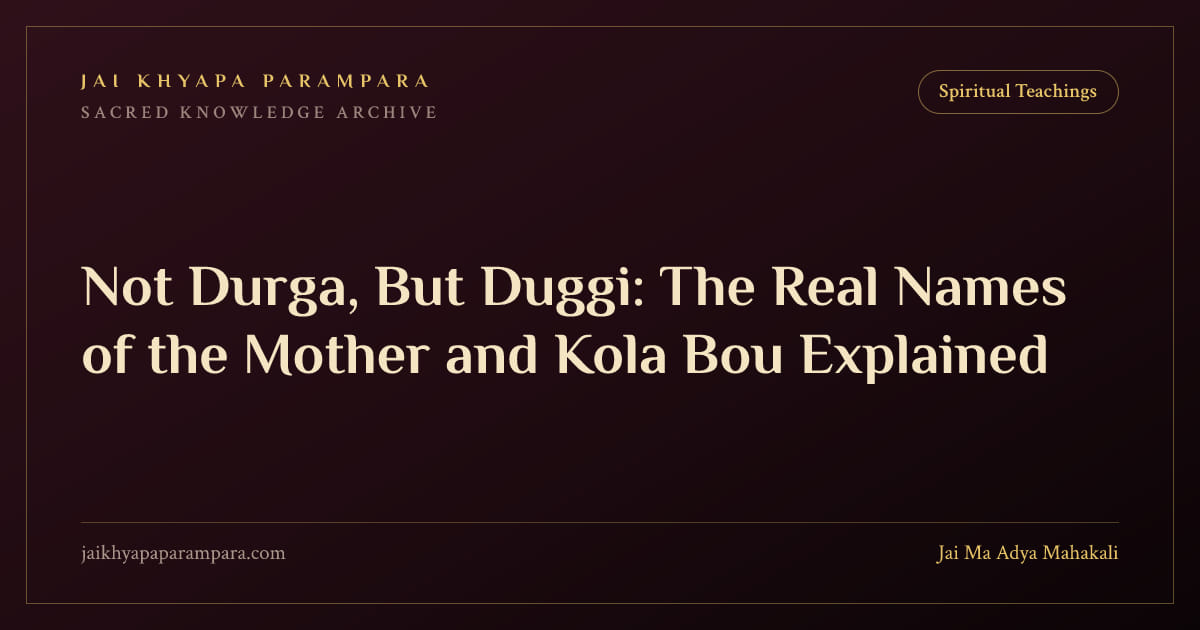 JAI KHYAPA PARAMPARA
SACRED KNOWLEDGE ARCHIVE
Spiritual Teachings
Not Durga, But Duggi: The Real Names
of the Mother and Kola Bou Explained
jaikhyapaparampara.com
Jai Ma Adya Mahakali